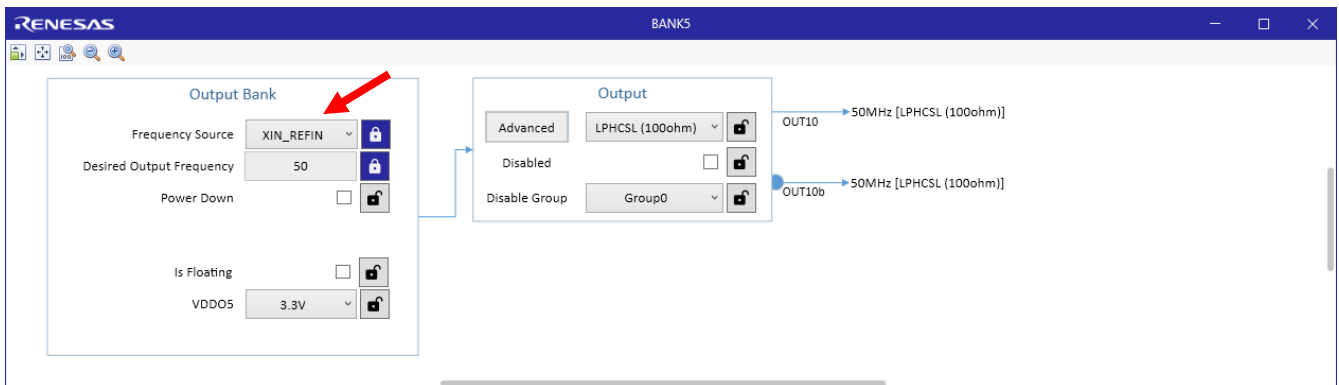 RENESAS
BANK5
100
Output Bank
Frequency Source XIN_REFIN
Desired Output Frequency 50
Power Down
Is Floating
VDDO5 3.3V
Output
Advanced LPHCSL (100ohm)
Disabled
Disable Group Group0
OUT10 50MHz [LPHCSL (100ohm)]
OUT10b 50MHz [LPHCSL (100ohm)]